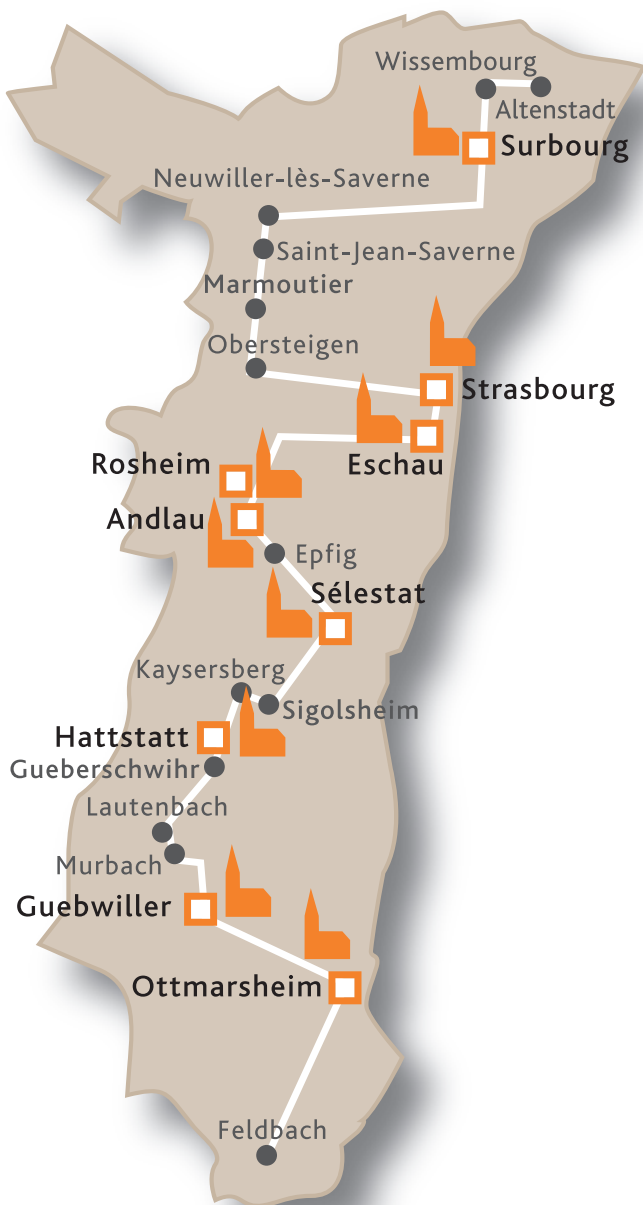 Wissembourg
Altenstadt
Surbourg
Neuwiller-lès-Saverne
Saint-Jean-Saverne
Marmoutier
Obersteigen
Strasbourg
Eschau
Rosheim
Andlau
Epfig
Sélestat
Kaysersberg
Sigolsheim
Hattstatt
Gueberschwihr
Lautenbach
Murbach
Guebwiller
Ottmarsheim
Feldbach